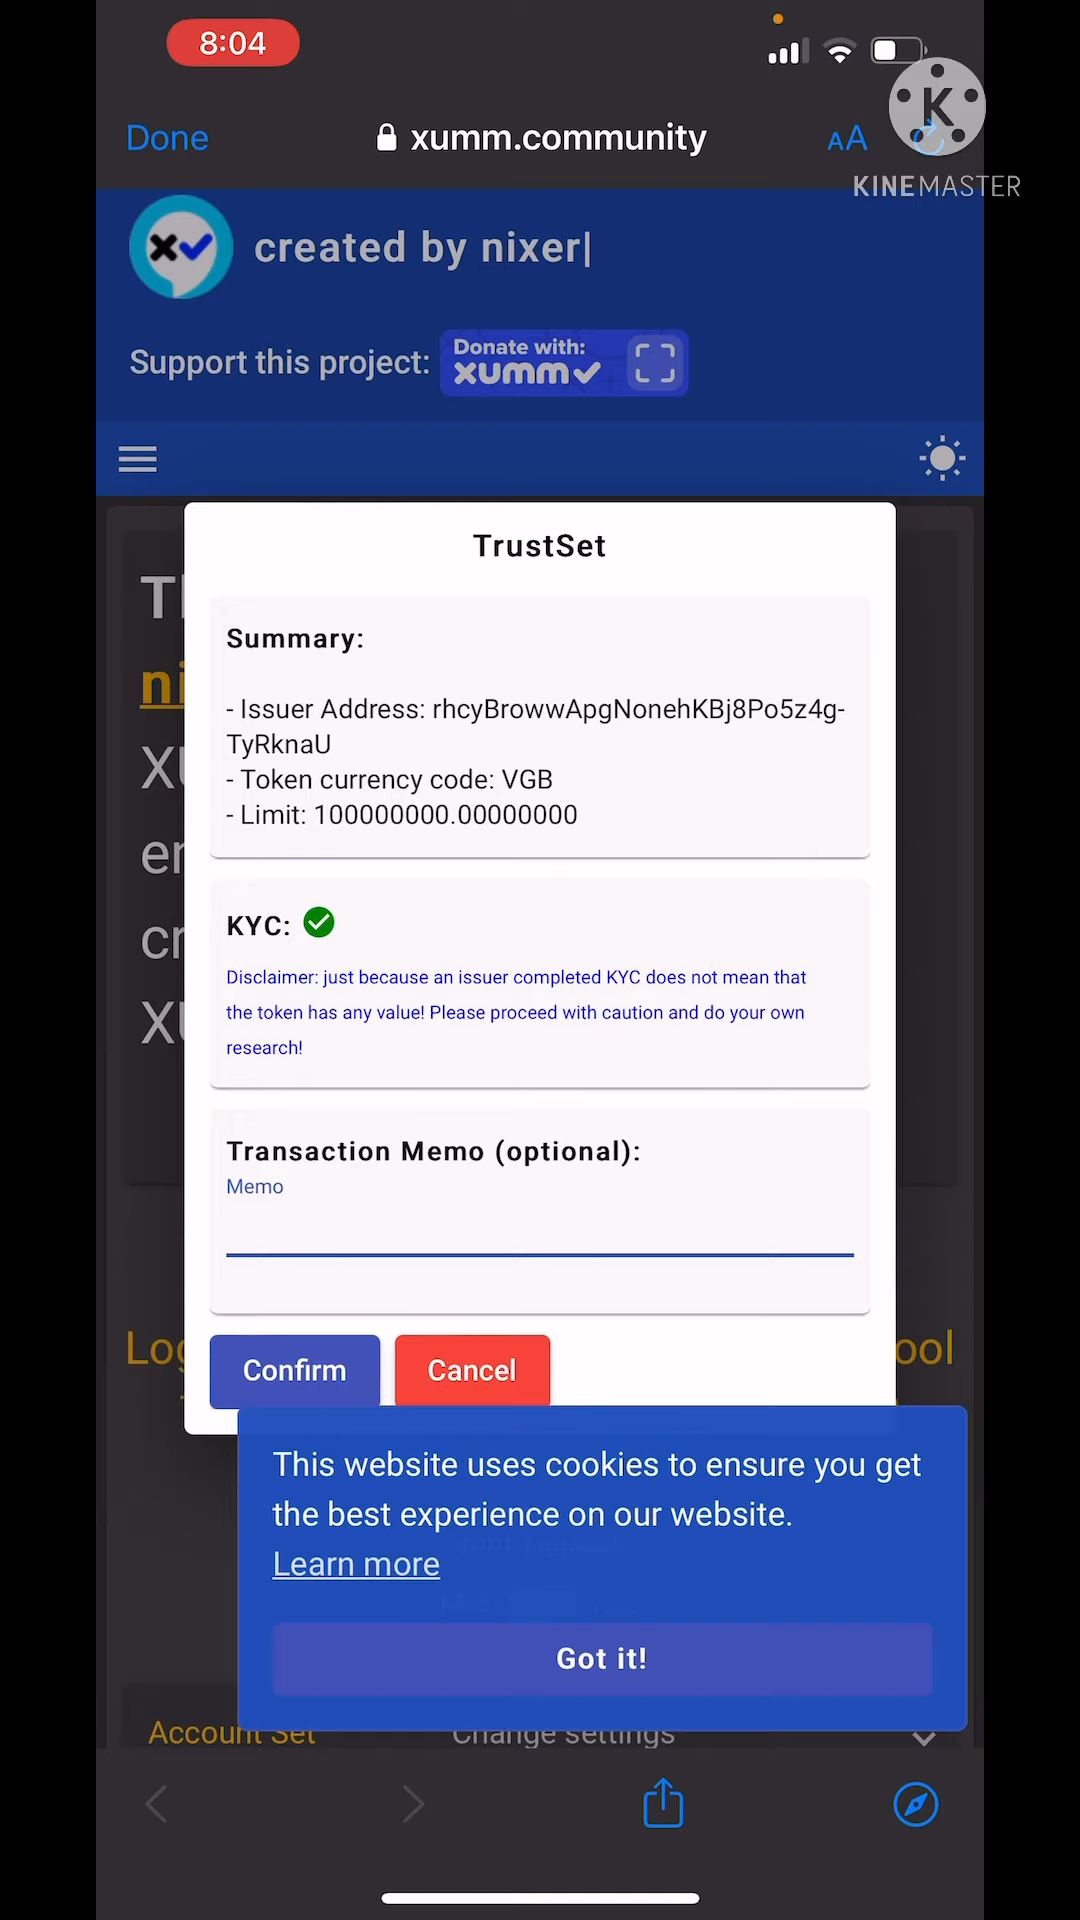 8:04
Done
xumm.community
AA
K
KINEMASTER
created by nixer|
Support this project:
Donate with:
xumm
TrustSet
Summary:
- Issuer Address: rhcyBrowwApgNonehKBj8Po5z4g-
TyRknaU
- Token currency code: VGB
- Limit: 100000000.00000000
KYC:
Disclaimer: just because an issuer completed KYC does not mean that
the token has any value! Please proceed with caution and do your own
research!
Transaction Memo (optional):
Memo
Confirm
Cancel
This website uses cookies to ensure you get
the best experience on our website.
Learn more
Got it!
Account Set
Change settings